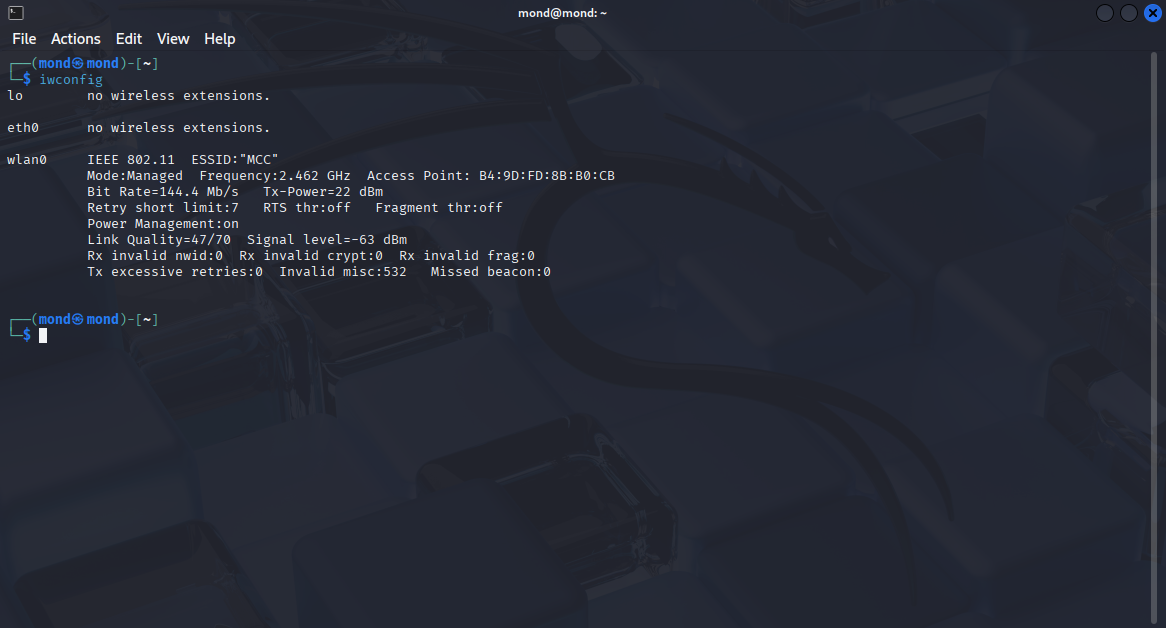 mond@mond: ~
File Actions Edit View Help
┌──(mond㉿mond)-[~]
└─$ iwconfig
lo        no wireless extensions.
eth0      no wireless extensions.
wlan0     IEEE 802.11  ESSID:"MCC"
          Mode:Managed  Frequency:2.462 GHz  Access Point: B4:9D:FD:8B:B0:CB
          Bit Rate=144.4 Mb/s   Tx-Power=22 dBm
          Retry short limit:7   RTS thr:off   Fragment thr:off
          Power Management:on
          Link Quality=47/70  Signal level=-63 dBm
          Rx invalid nwid:0  Rx invalid crypt:0  Rx invalid frag:0
          Tx excessive retries:0  Invalid misc:532   Missed beacon:0
┌──(mond㉿mond)-[~]
└─$